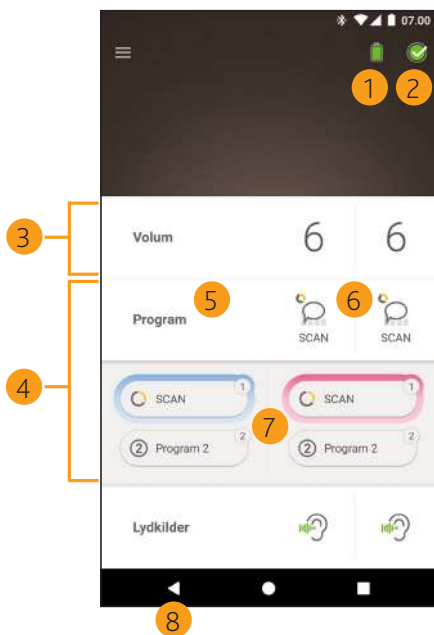 07.00
1 2
3 Volum 6 6
5 6
Program
SCAN SCAN
4
SCAN 1 SCAN 1
7
2 Program 2 2 2 Program 2 2
Lydkilder
8